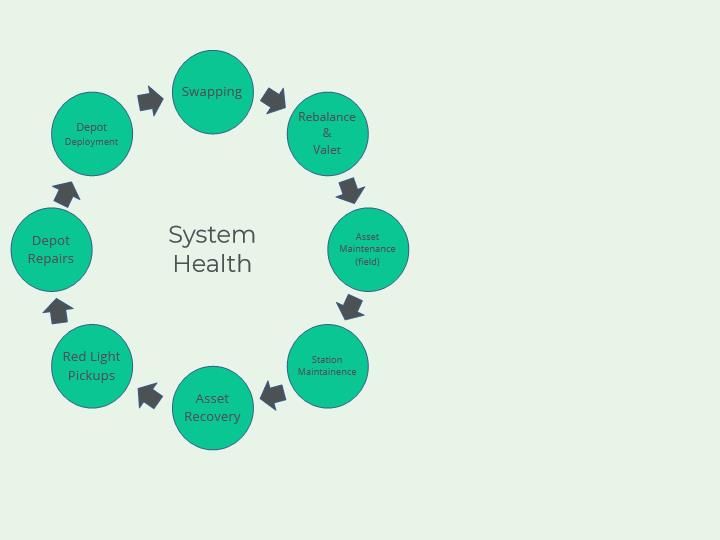 Swapping
Rebalance
&
Valet
Asset
Maintenance
(field)
Station
Maintainence
Asset
Recovery
Red Light
Pickups
Depot
Repairs
Depot
Deployment
System
Health